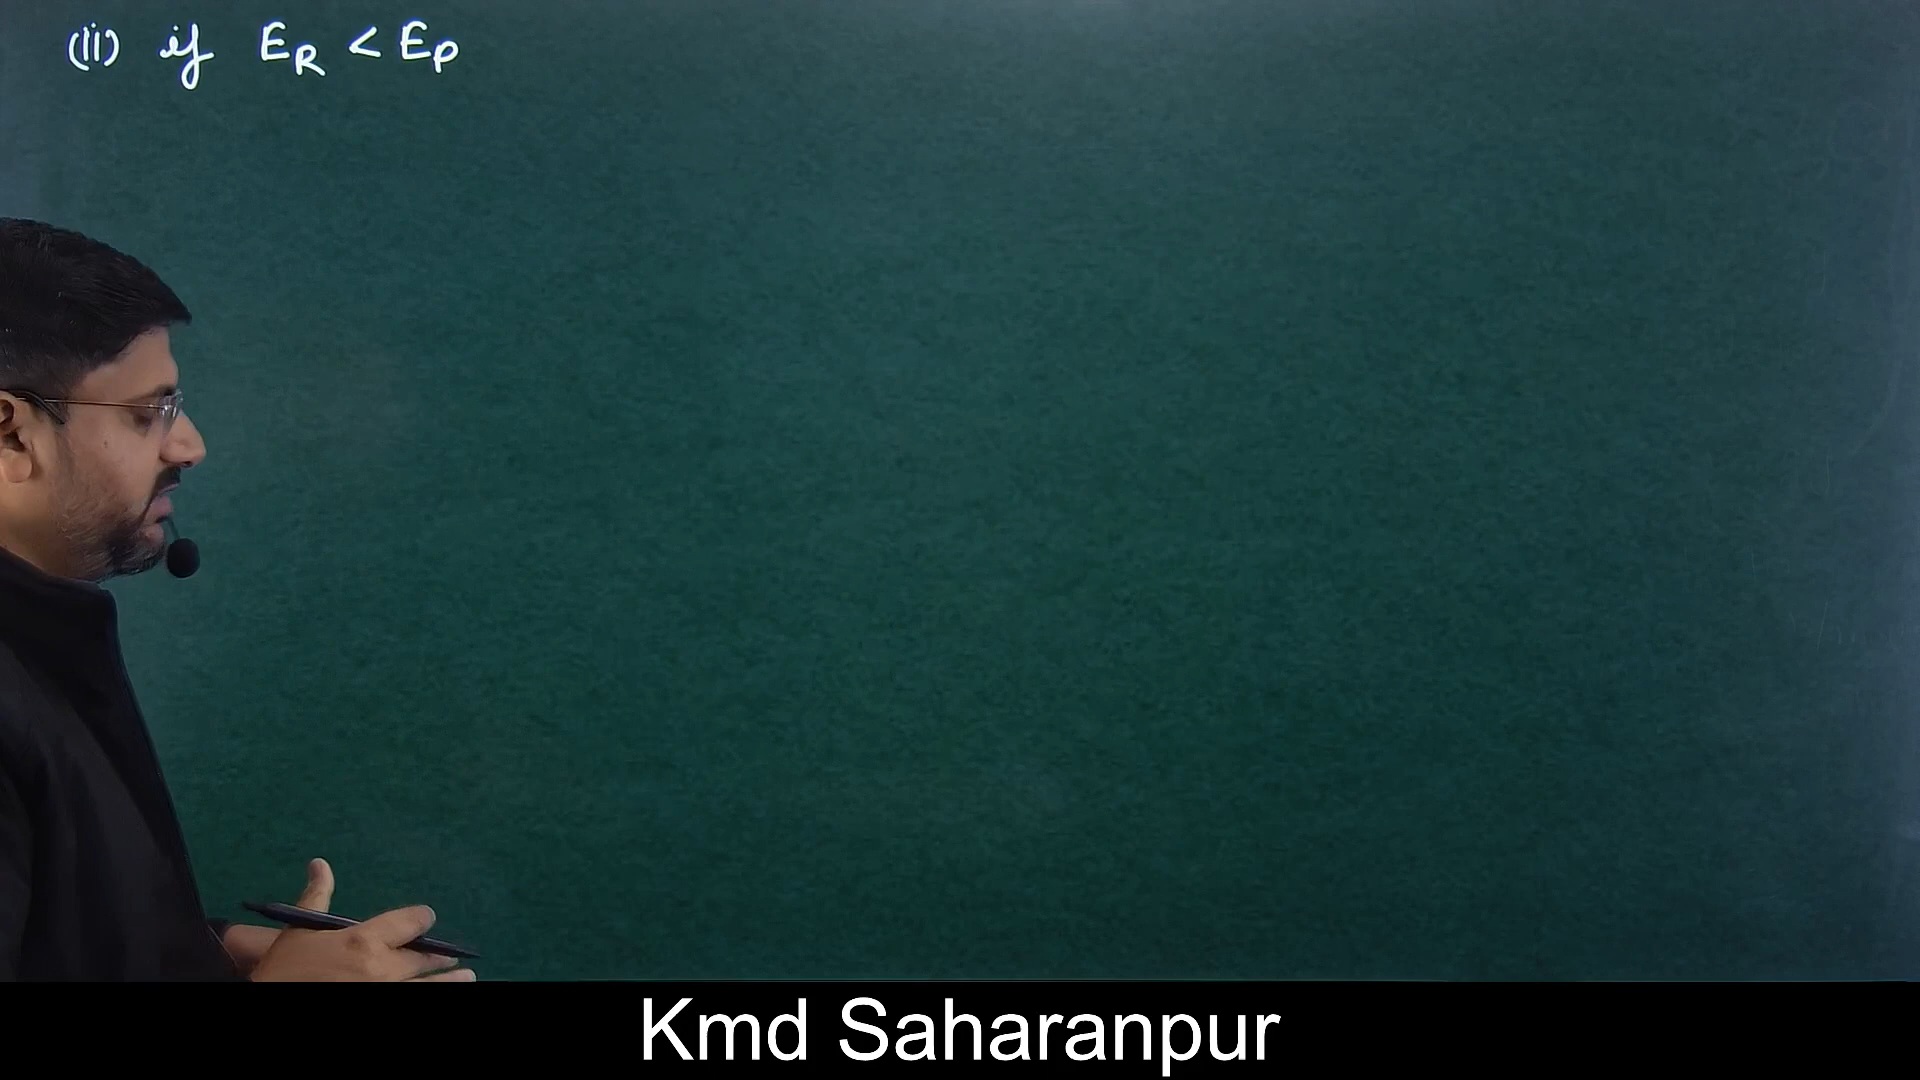 (ii) if E_R < E_P
Kmd Saharanpur